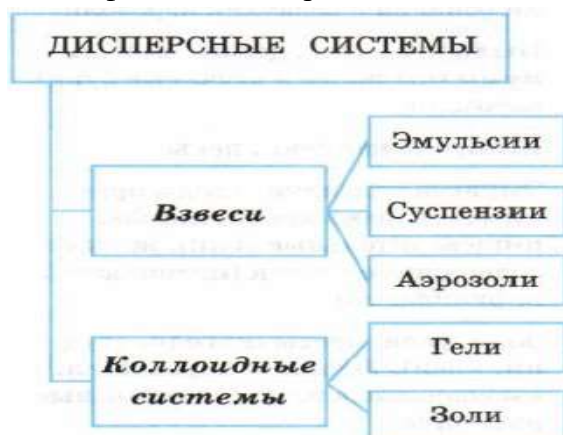 ДИСПЕРСНЫЕ СИСТЕМЫ
Эмульсии
Взвеси
Суспензии
Аэрозоли
Гели
Коллоидные
системы
Золи